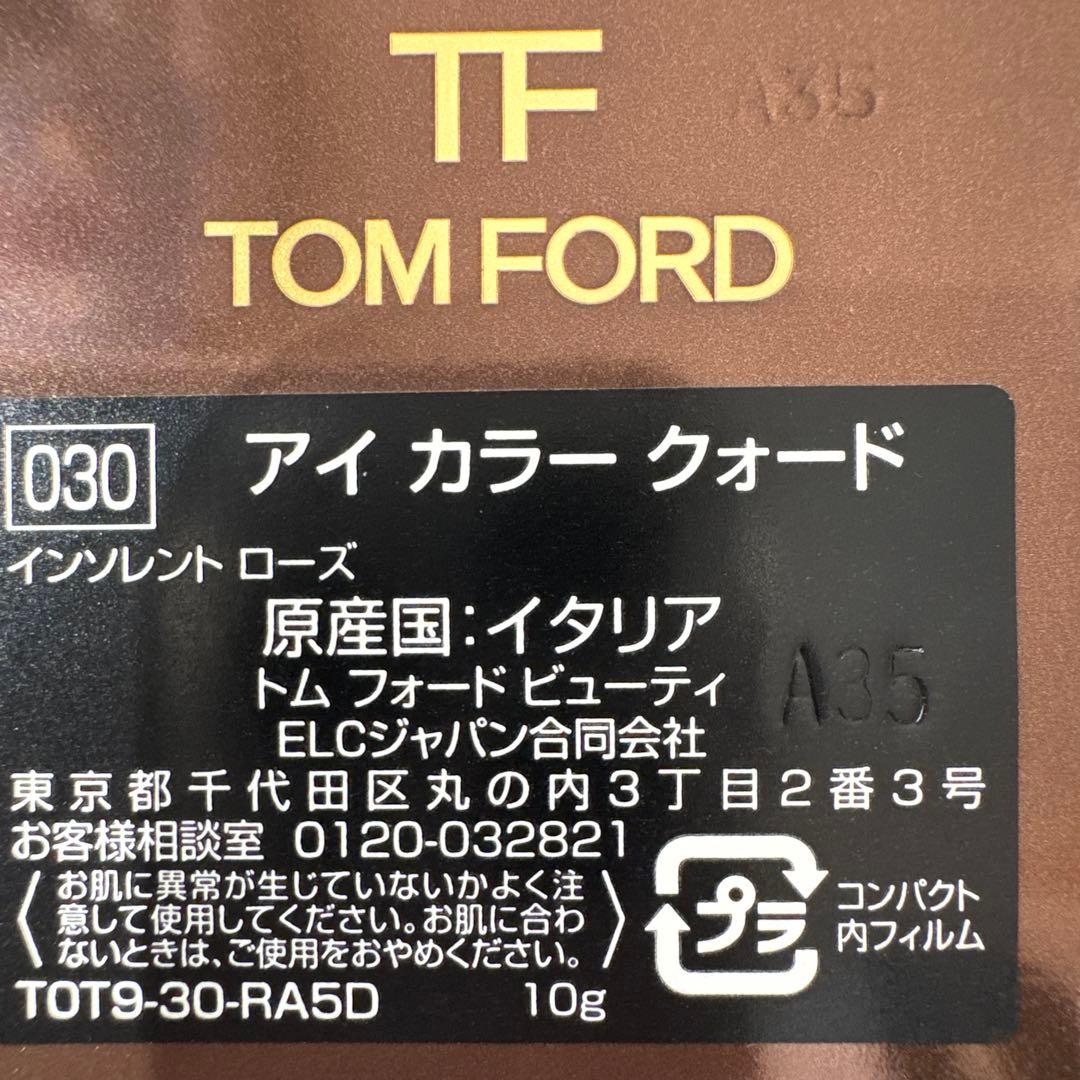 TF
A35
TOM FORD
030 アイ カラー クォード
インソレント ローズ
原産国：イタリア
トム フォード ビューティ
A35
ELCジャパン合同会社
東京都千代田区丸の内3丁目2番3号
お客様相談室 0120-032821
お肌に異常が生じていないかよく注
意して使用してください。お肌に合わ
ないときは、ご使用をおやめください。
プラ
コンパクト
内フィルム
T0T9-30-RA5D 10g